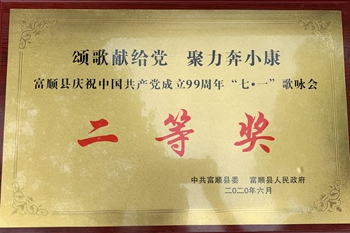 颂歌献给党 聚力奔小康
富顺县庆祝中国共产党成立99周年“七·一”歌咏会
二等奖
中共富顺县委 富顺县人民政府
二〇二〇年六月